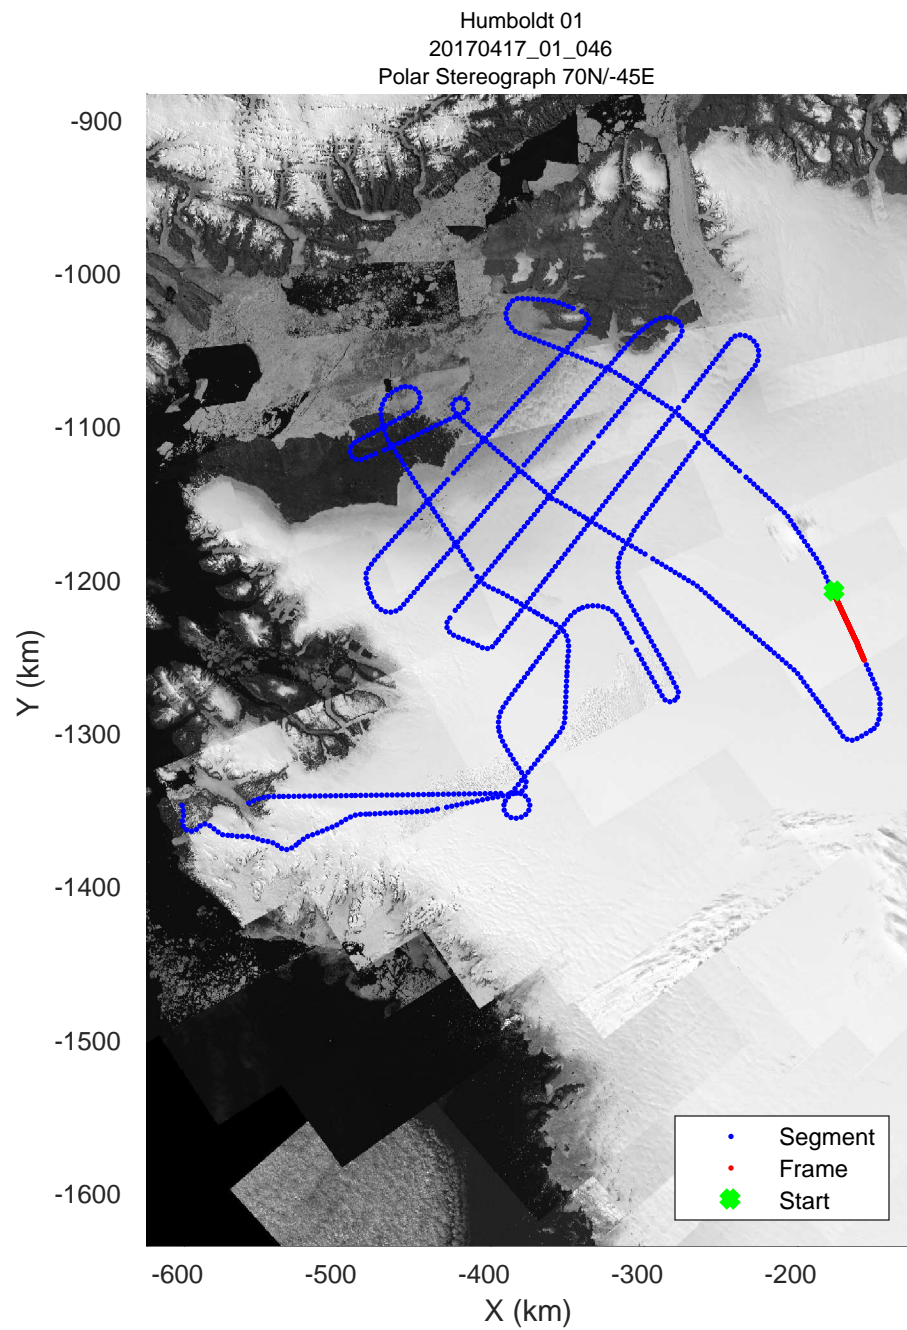 Humboldt 01
20170417_01_046
Polar Stereograph 70N/-45E
-900
-1000
-1100
-1200
-1300
-1400
-1500
-1600
Y (km)
Segment
Frame
Start
-600 -500 -400 -300 -200
X (km)